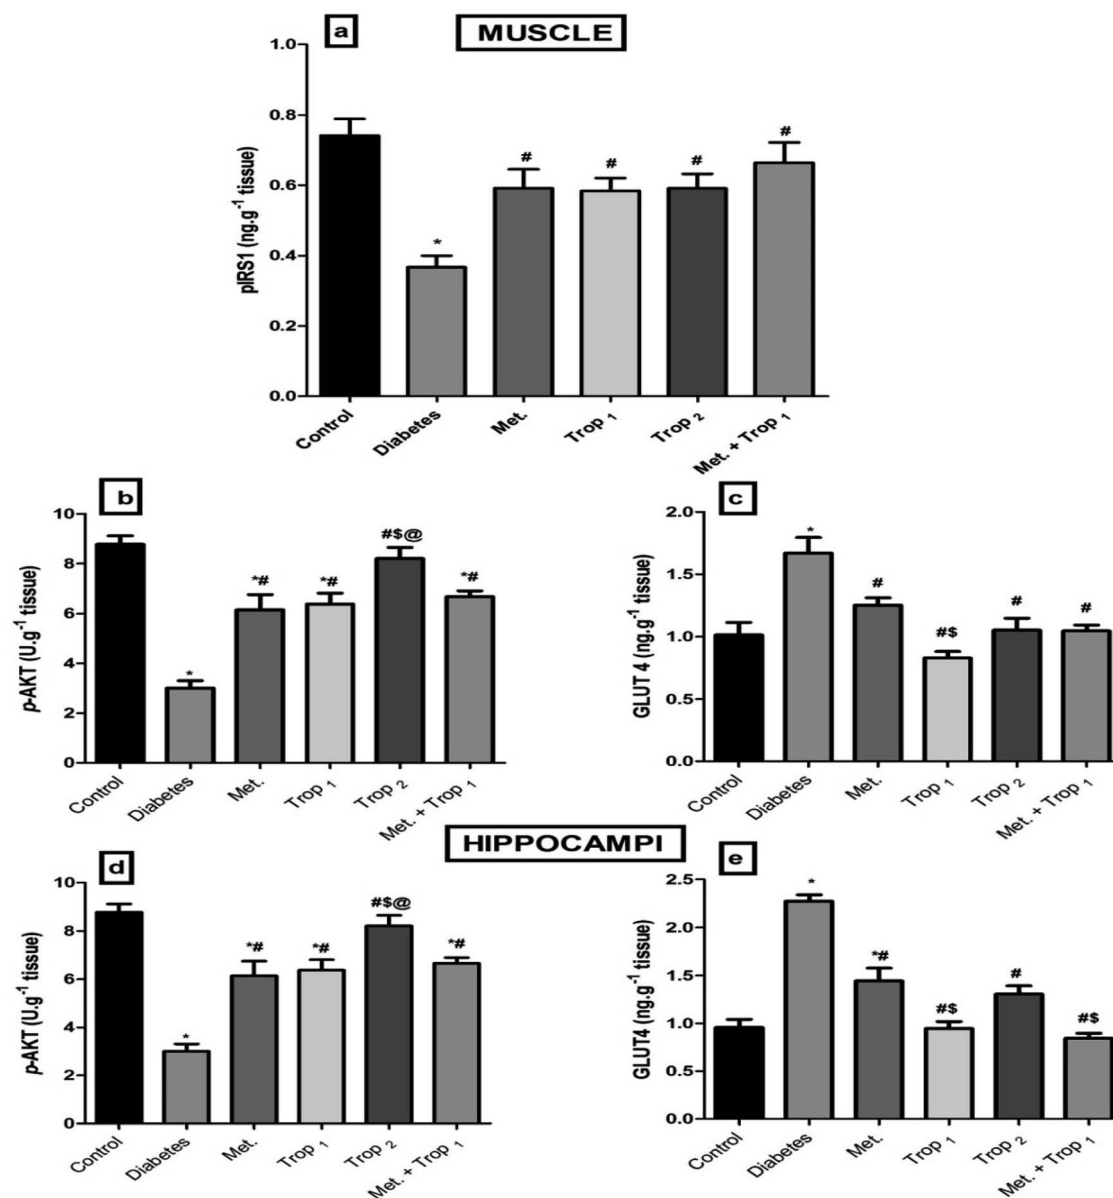 a
MUSCLE
pIRS1 (ng.g⁻¹ tissue)
1.0
0.8
0.6
0.4
0.2
0.0
*
#
#
#
#
Control
Diabetes
Met.
Trop 1
Trop 2
Met. + Trop 1
b
p-AKT (U.g⁻¹ tissue)
10
8
6
4
2
0
*
*#
*#
#$@
*#
Control
Diabetes
Met.
Trop 1
Trop 2
Met. + Trop 1
c
GLUT 4 (ng.g⁻¹ tissue)
2.0
1.5
1.0
0.5
0.0
*
#
#$
#
#
Control
Diabetes
Met.
Trop 1
Trop 2
Met. + Trop 1
HIPPOCAMPI
d
p-AKT (U.g⁻¹ tissue)
10
8
6
4
2
0
*
*#
*#
#$@
*#
Control
Diabetes
Met.
Trop 1
Trop 2
Met. + Trop 1
e
GLUT4 (ng.g⁻¹ tissue)
2.5
2.0
1.5
1.0
0.5
0.0
*
*#
#$
#
#$
Control
Diabetes
Met.
Trop 1
Trop 2
Met. + Trop 1